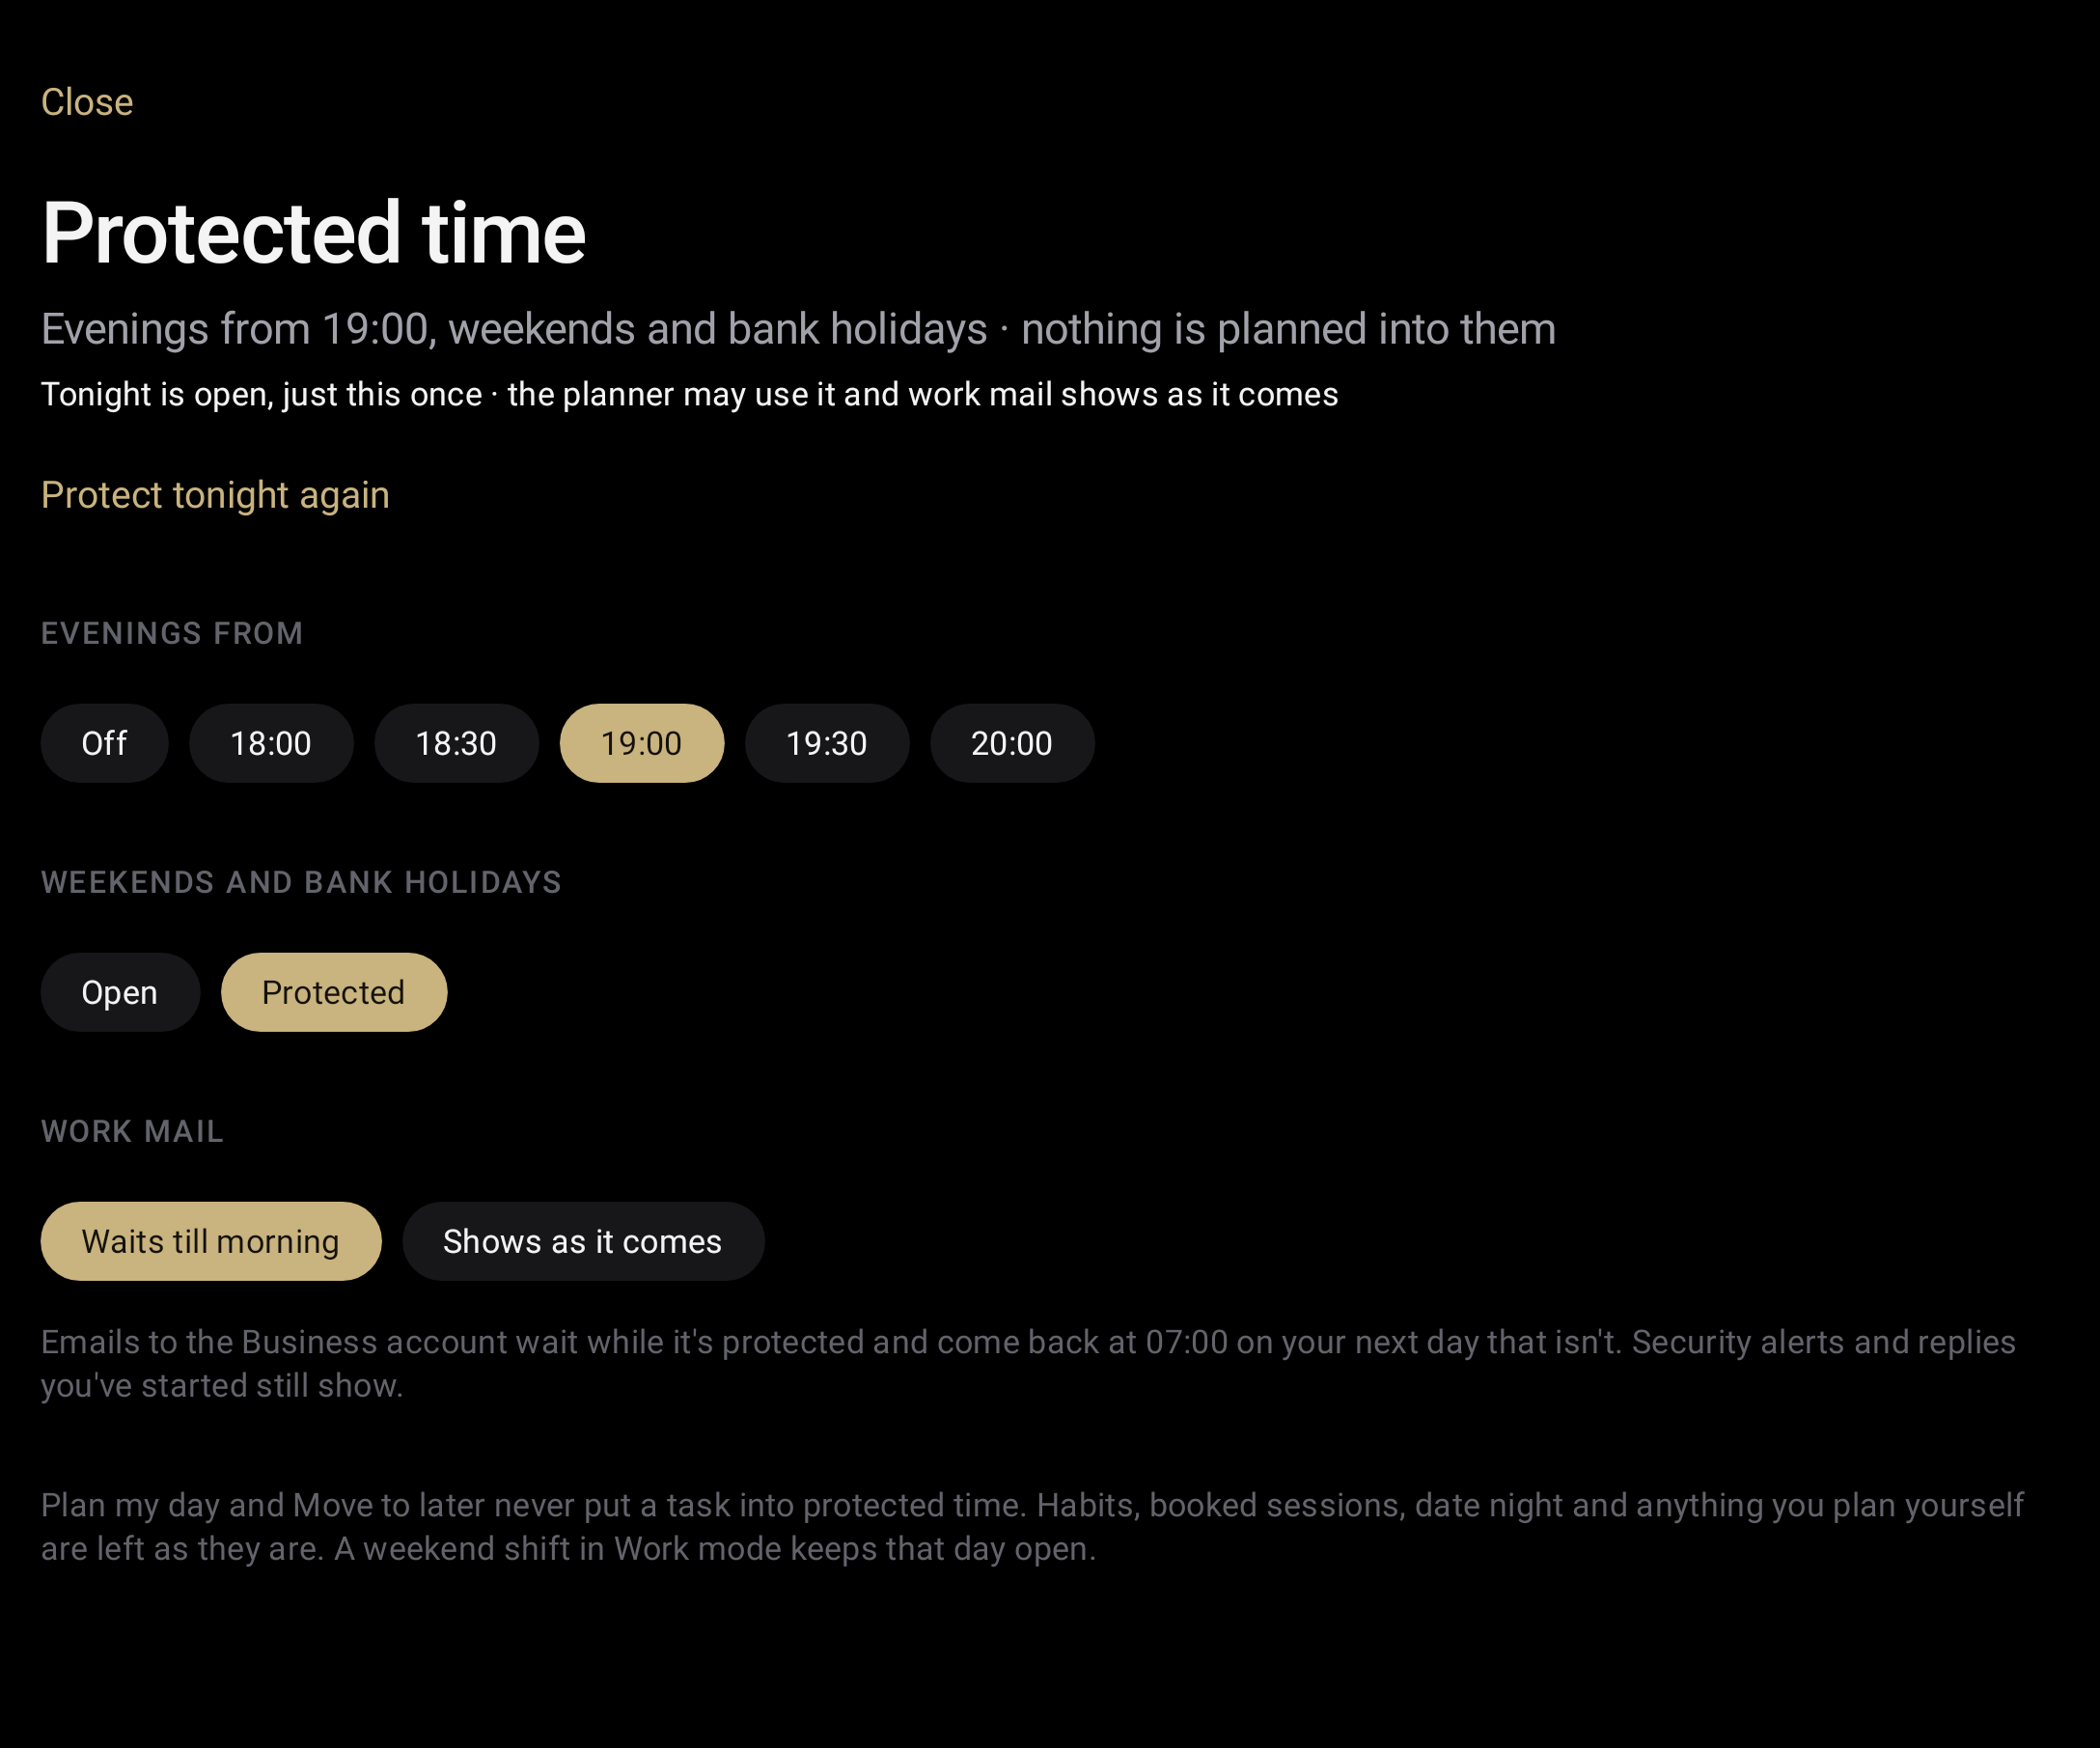 Close
Protected time
Evenings from 19:00, weekends and bank holidays · nothing is planned into them
Tonight is open, just this once · the planner may use it and work mail shows as it comes
Protect tonight again
EVENINGS FROM
Off 18:00 18:30 19:00 19:30 20:00
WEEKENDS AND BANK HOLIDAYS
Open Protected
WORK MAIL
Waits till morning Shows as it comes
Emails to the Business account wait while it's protected and come back at 07:00 on your next day that isn't. Security alerts and replies
you've started still show.
Plan my day and Move to later never put a task into protected time. Habits, booked sessions, date night and anything you plan yourself
are left as they are. A weekend shift in Work mode keeps that day open.